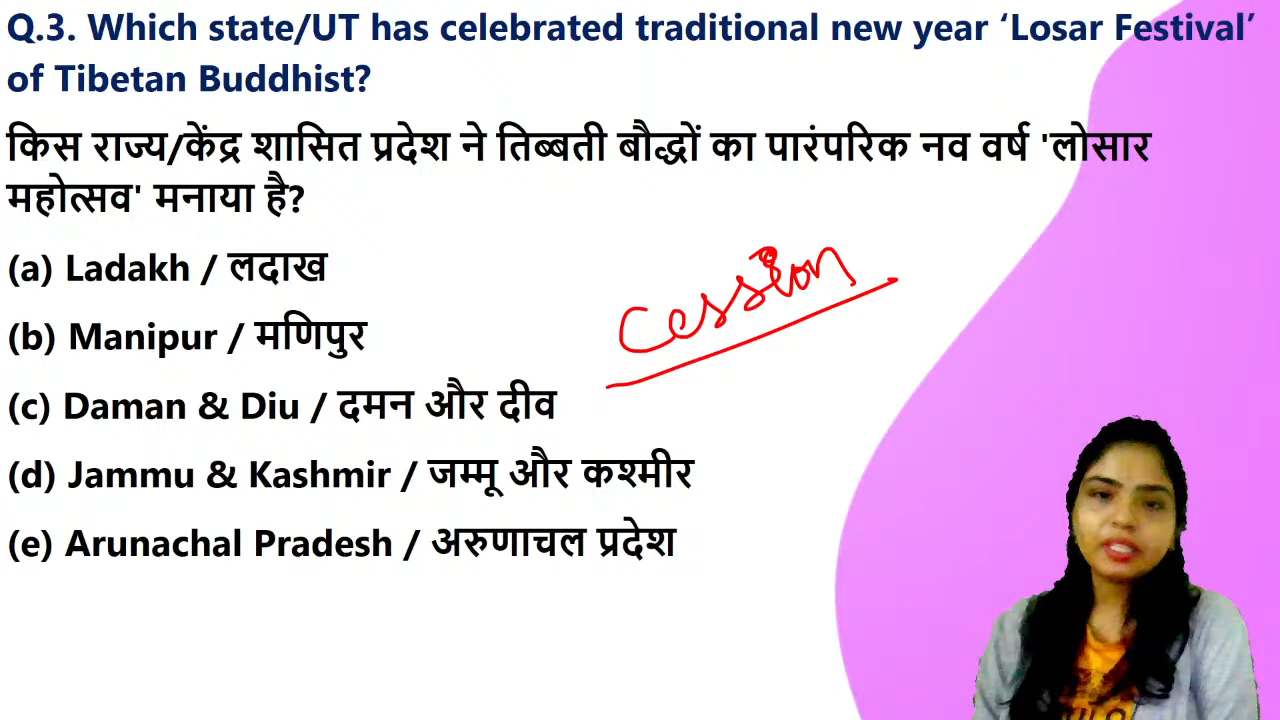 Q.3. Which state/UT has celebrated traditional new year ‘Losar Festival’
of Tibetan Buddhist?
किस राज्य/केंद्र शासित प्रदेश ने तिब्बती बौद्धों का पारंपरिक नव वर्ष 'लोसार
महोत्सव' मनाया है?
(a) Ladakh / लदाख
(b) Manipur / मणिपुर
cession
(c) Daman & Diu / दमन और दीव
(d) Jammu & Kashmir / जम्मू और कश्मीर
(e) Arunachal Pradesh / अरुणाचल प्रदेश